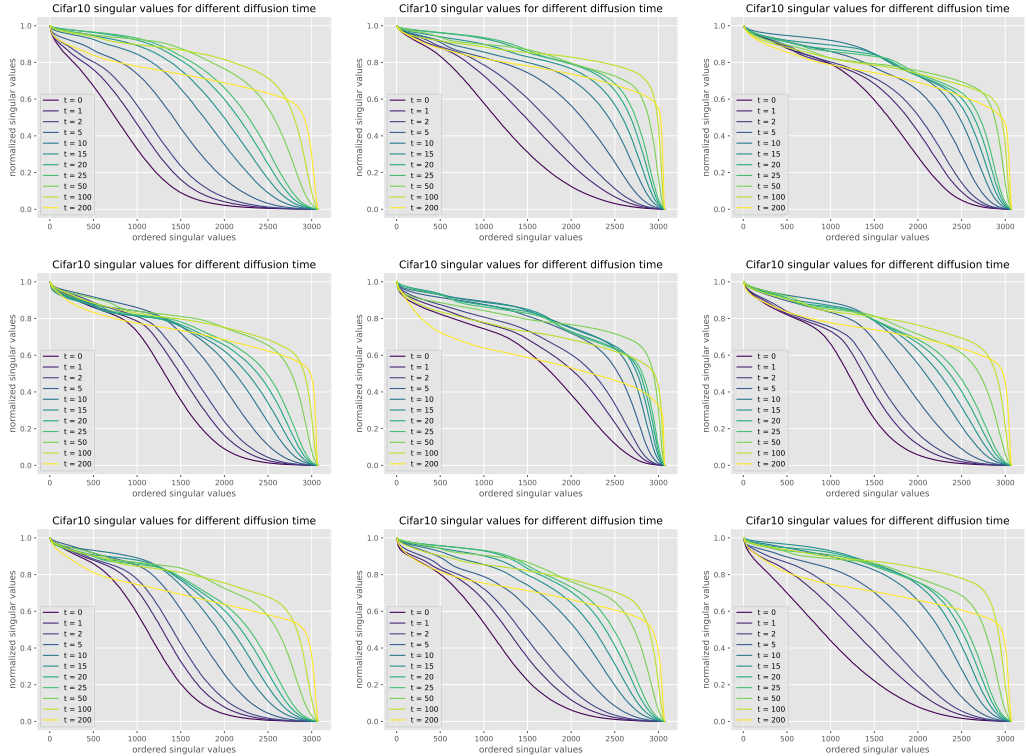 Cifar10 singular values for different diffusion time
normalized singular values
1.0
0.8
0.6
0.4
0.2
0.0
t = 0
t = 1
t = 2
t = 5
t = 10
t = 15
t = 20
t = 25
t = 50
t = 100
t = 200
0 500 1000 1500 2000 2500 3000
ordered singular values
Cifar10 singular values for different diffusion time
normalized singular values
1.0
0.8
0.6
0.4
0.2
0.0
t = 0
t = 1
t = 2
t = 5
t = 10
t = 15
t = 20
t = 25
t = 50
t = 100
t = 200
0 500 1000 1500 2000 2500 3000
ordered singular values
Cifar10 singular values for different diffusion time
normalized singular values
1.0
0.8
0.6
0.4
0.2
0.0
t = 0
t = 1
t = 2
t = 5
t = 10
t = 15
t = 20
t = 25
t = 50
t = 100
t = 200
0 500 1000 1500 2000 2500 3000
ordered singular values
Cifar10 singular values for different diffusion time
normalized singular values
1.0
0.8
0.6
0.4
0.2
0.0
t = 0
t = 1
t = 2
t = 5
t = 10
t = 15
t = 20
t = 25
t = 50
t = 100
t = 200
0 500 1000 1500 2000 2500 3000
ordered singular values
Cifar10 singular values for different diffusion time
normalized singular values
1.0
0.8
0.6
0.4
0.2
0.0
t = 0
t = 1
t = 2
t = 5
t = 10
t = 15
t = 20
t = 25
t = 50
t = 100
t = 200
0 500 1000 1500 2000 2500 3000
ordered singular values
Cifar10 singular values for different diffusion time
normalized singular values
1.0
0.8
0.6
0.4
0.2
0.0
t = 0
t = 1
t = 2
t = 5
t = 10
t = 15
t = 20
t = 25
t = 50
t = 100
t = 200
0 500 1000 1500 2000 2500 3000
ordered singular values
Cifar10 singular values for different diffusion time
normalized singular values
1.0
0.8
0.6
0.4
0.2
0.0
t = 0
t = 1
t = 2
t = 5
t = 10
t = 15
t = 20
t = 25
t = 50
t = 100
t = 200
0 500 1000 1500 2000 2500 3000
ordered singular values
Cifar10 singular values for different diffusion time
normalized singular values
1.0
0.8
0.6
0.4
0.2
0.0
t = 0
t = 1
t = 2
t = 5
t = 10
t = 15
t = 20
t = 25
t = 50
t = 100
t = 200
0 500 1000 1500 2000 2500 3000
ordered singular values
Cifar10 singular values for different diffusion time
normalized singular values
1.0
0.8
0.6
0.4
0.2
0.0
t = 0
t = 1
t = 2
t = 5
t = 10
t = 15
t = 20
t = 25
t = 50
t = 100
t = 200
0 500 1000 1500 2000 2500 3000
ordered singular values